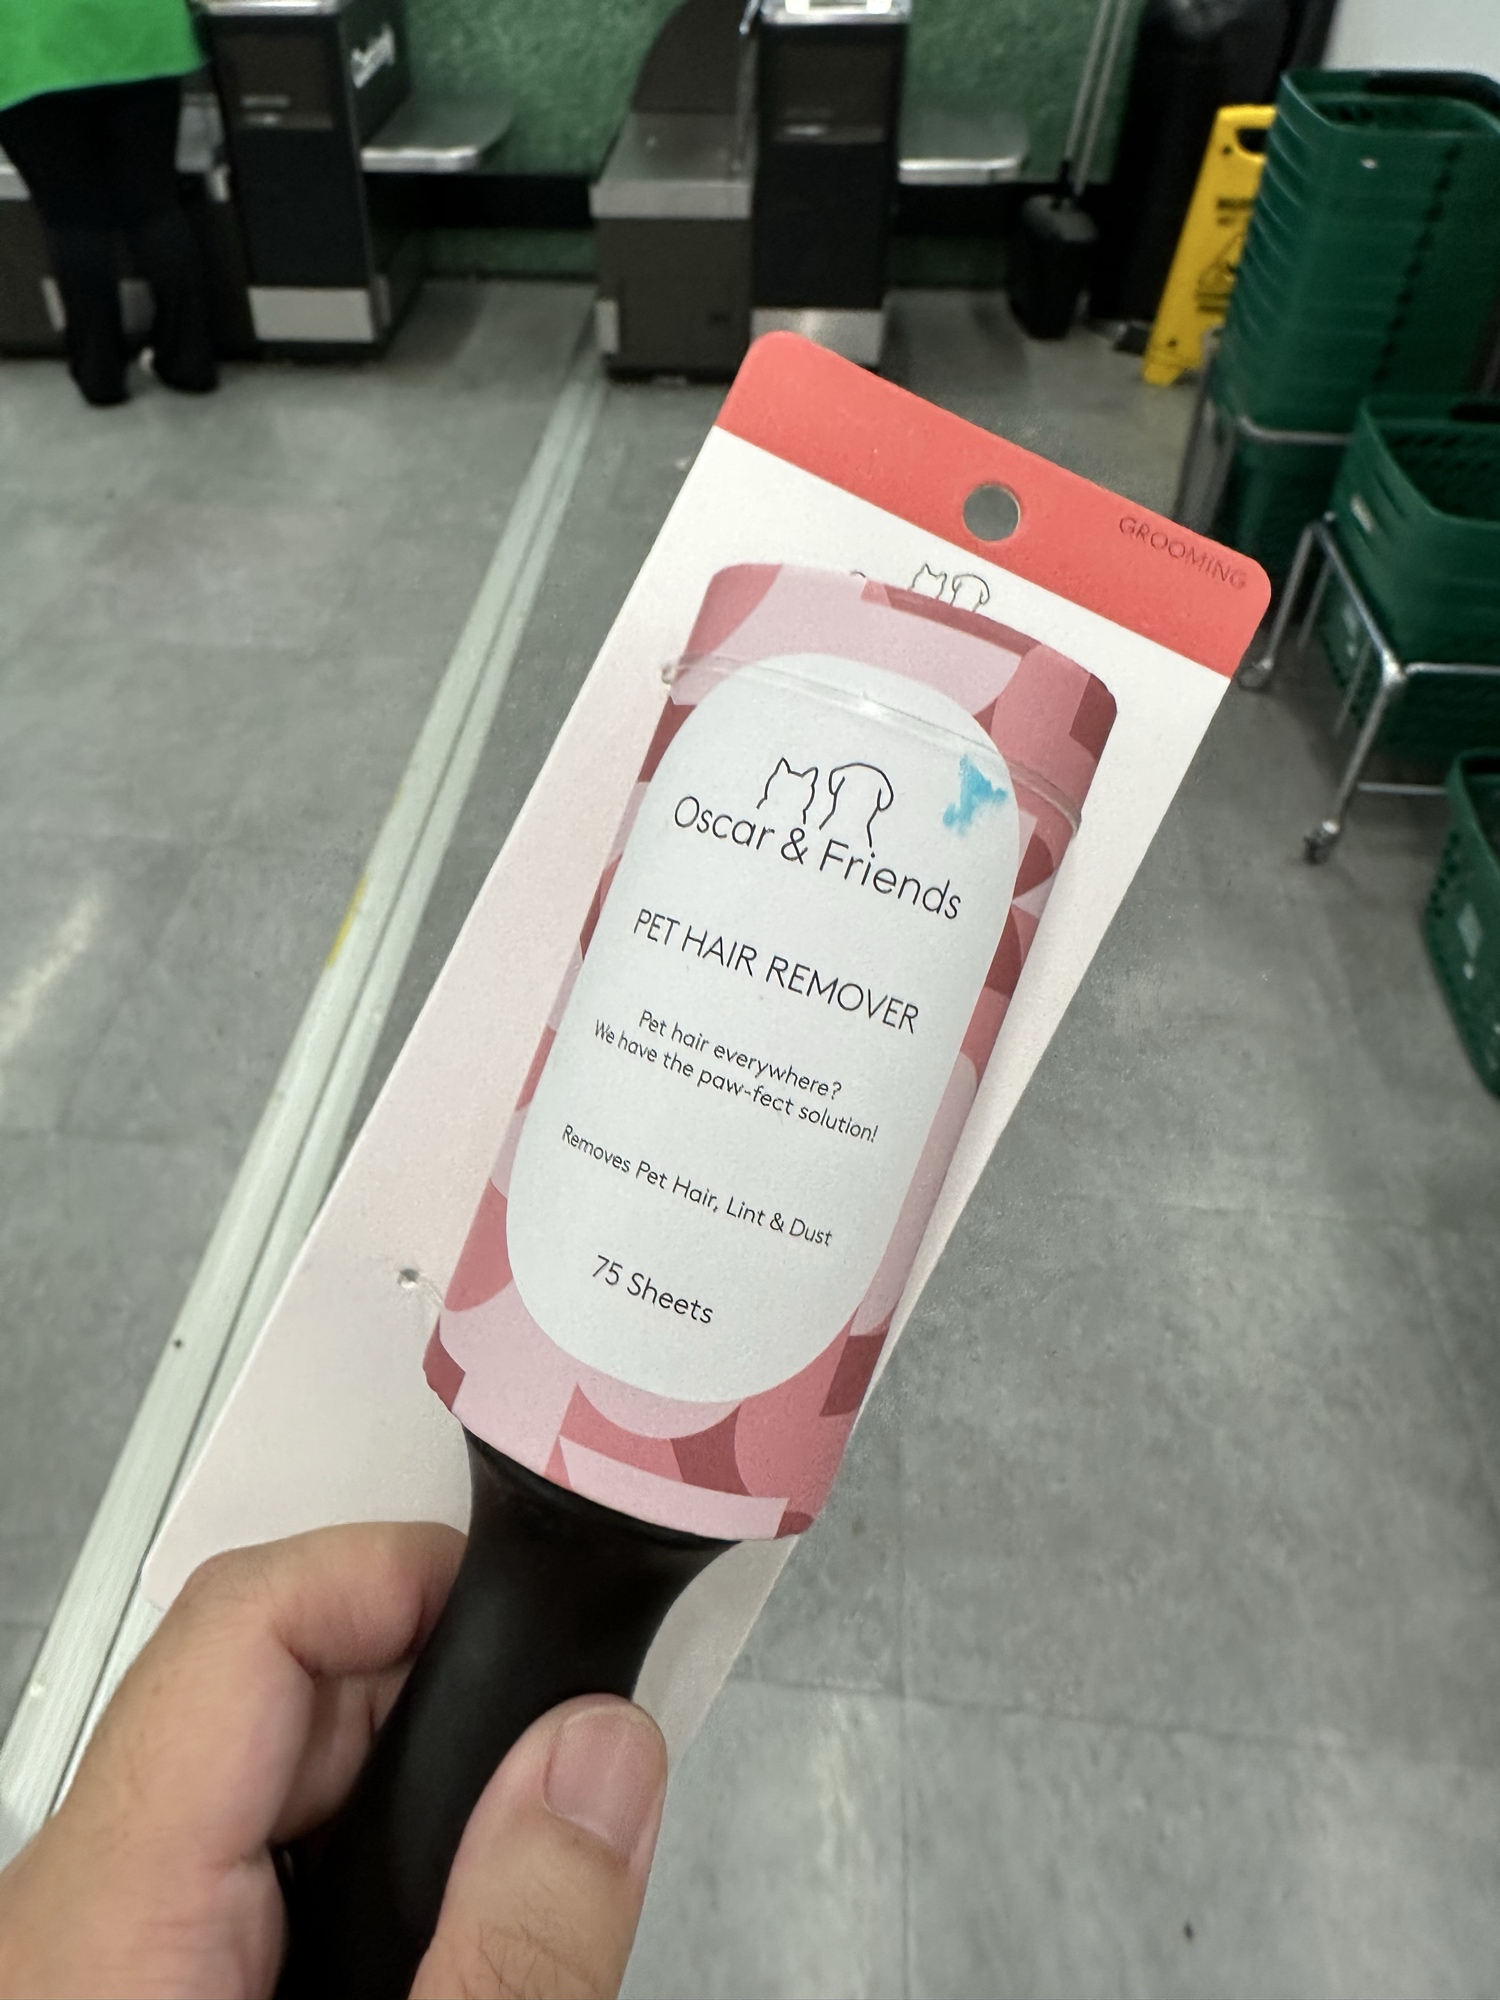 GROOMING
Oscar & Friends
PET HAIR REMOVER
Pet hair everywhere?
We have the paw-fect solution!
Removes Pet Hair, Lint & Dust
75 Sheets